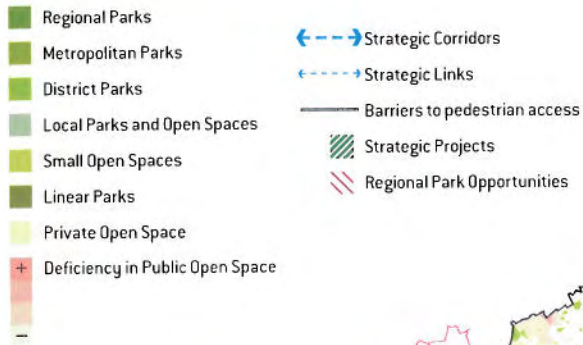 Regional Parks
Metropolitan Parks
District Parks
Local Parks and Open Spaces
Small Open Spaces
Linear Parks
Private Open Space
+ Deficiency in Public Open Space
−
Strategic Corridors
Strategic Links
Barriers to pedestrian access
Strategic Projects
Regional Park Opportunities